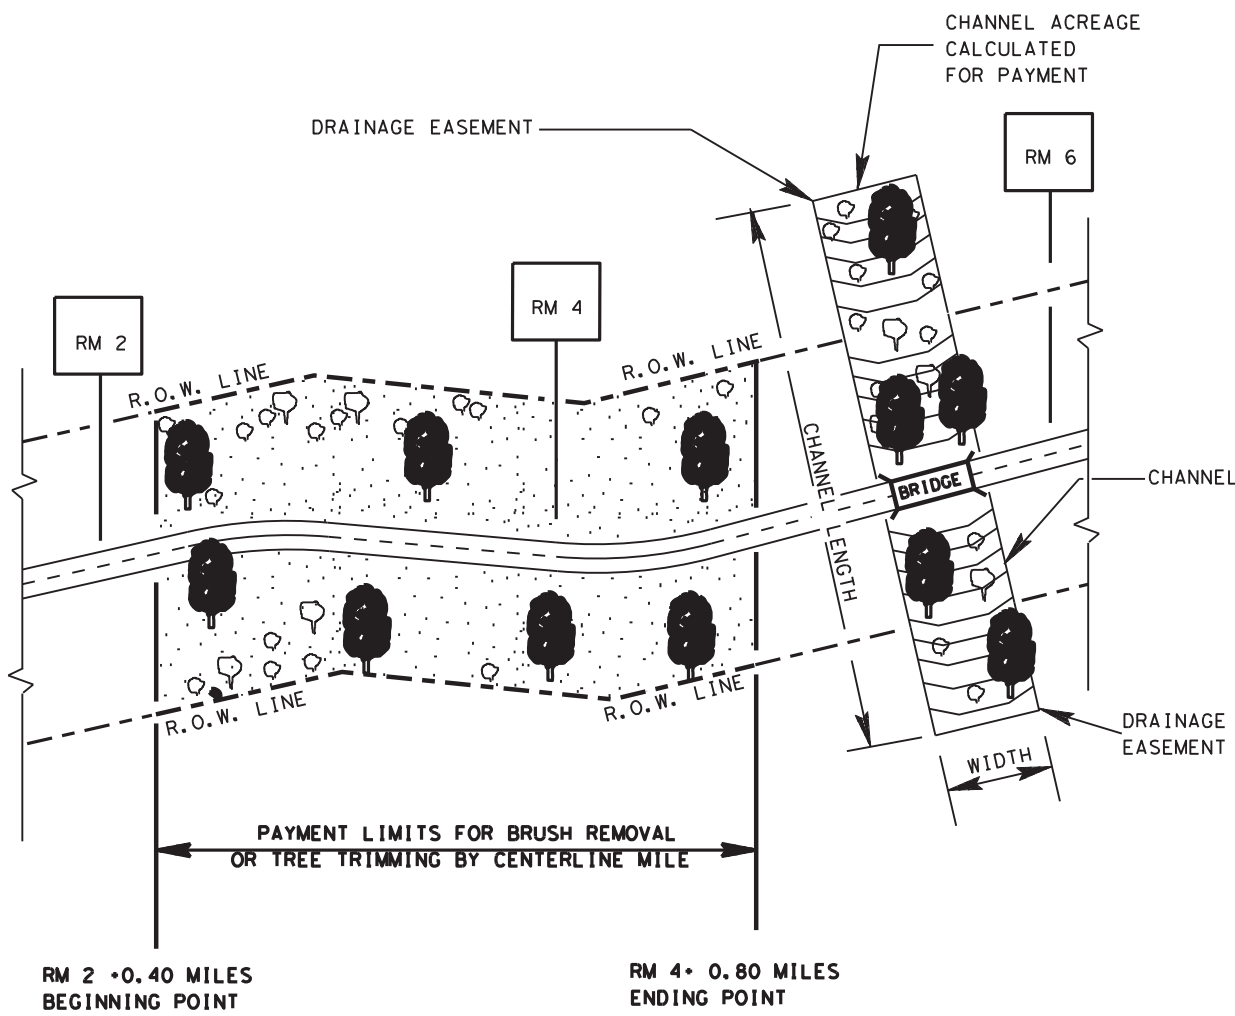 CHANNEL ACREAGE
CALCULATED
FOR PAYMENT
DRAINAGE EASEMENT
RM 6
RM 4
RM 2
R.O.W. LINE
R.O.W. LINE
CHANNEL LENGTH
BRIDGE
CHANNEL
R.O.W. LINE
R.O.W. LINE
DRAINAGE
EASEMENT
WIDTH
PAYMENT LIMITS FOR BRUSH REMOVAL
OR TREE TRIMMING BY CENTERLINE MILE
RM 2 +0.40 MILES
BEGINNING POINT
RM 4+ 0.80 MILES
ENDING POINT